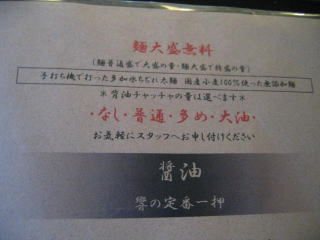 麺大盛無料
(麺普通盛で大盛の量・麺大盛で特盛の量)
手打ち機で打った多加水ちぢれ太麺 国産小麦100%使った無添加麺
＊背油チャッチャの量は選べます＊
・なし・普通・多め・大油・
お気軽にスタッフへお申し付けください
醤油
響の定番一押